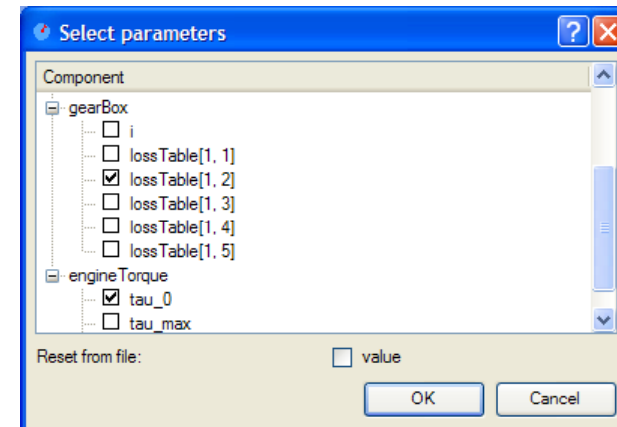 Select parameters
Component
gearBox
i
lossTable[1, 1]
lossTable[1, 2]
lossTable[1, 3]
lossTable[1, 4]
lossTable[1, 5]
engineTorque
tau_0
tau_max
Reset from file: value
OK Cancel